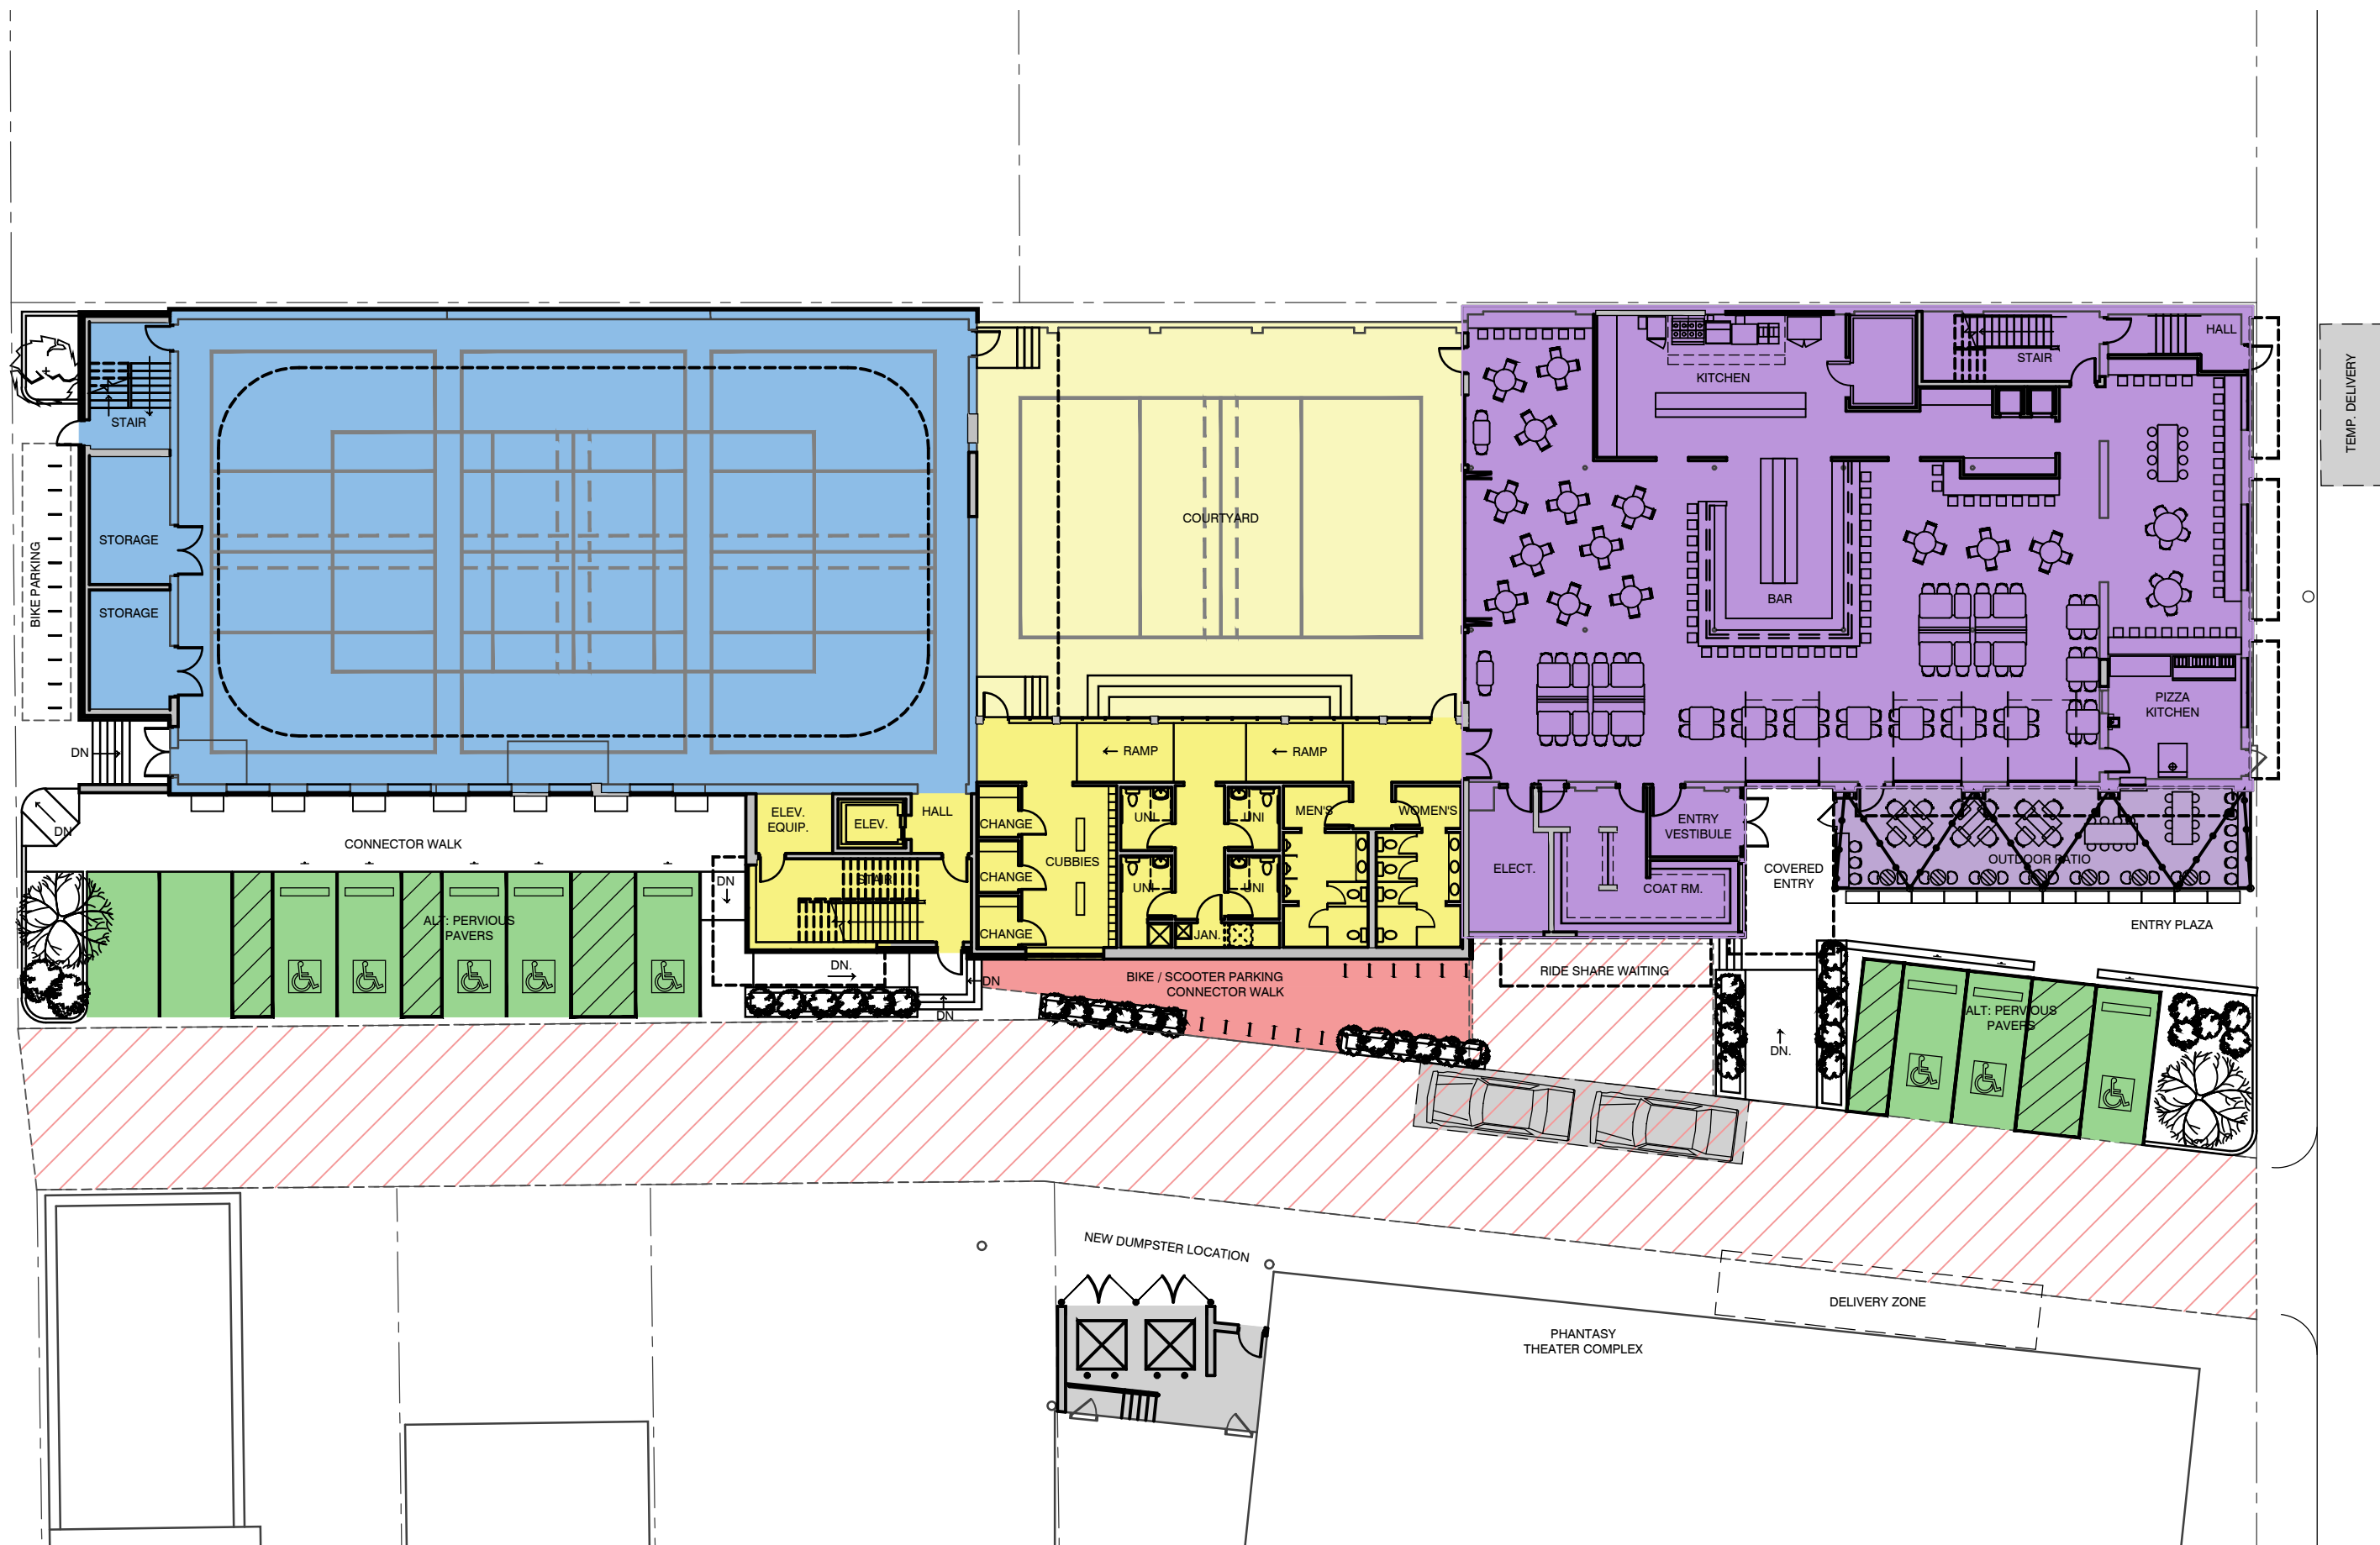 TEMP. DELIVERY
HALL
STAIR
KITCHEN
STAIR
COURTYARD
STORAGE
BIKE PARKING
BAR
STORAGE
PIZZA
KITCHEN
DN
← RAMP
← RAMP
DN
CONNECTOR WALK
ELEV.
EQUIP.
ELEV.
HALL
CHANGE
CUBBIES
UNI
UNI
MEN'S
WOMEN'S
ENTRY
VESTIBULE
STAIR
CHANGE
UNI
UNI
ELECT.
COAT RM.
COVERED
ENTRY
OUTDOOR PATIO
DN
ALT: PERVIOUS
PAVERS
CHANGE
JAN.
ENTRY PLAZA
DN.
DN
BIKE / SCOOTER PARKING
CONNECTOR WALK
RIDE SHARE WAITING
DN
ALT: PERVIOUS
PAVERS
DN.
NEW DUMPSTER LOCATION
DELIVERY ZONE
PHANTASY
THEATER COMPLEX